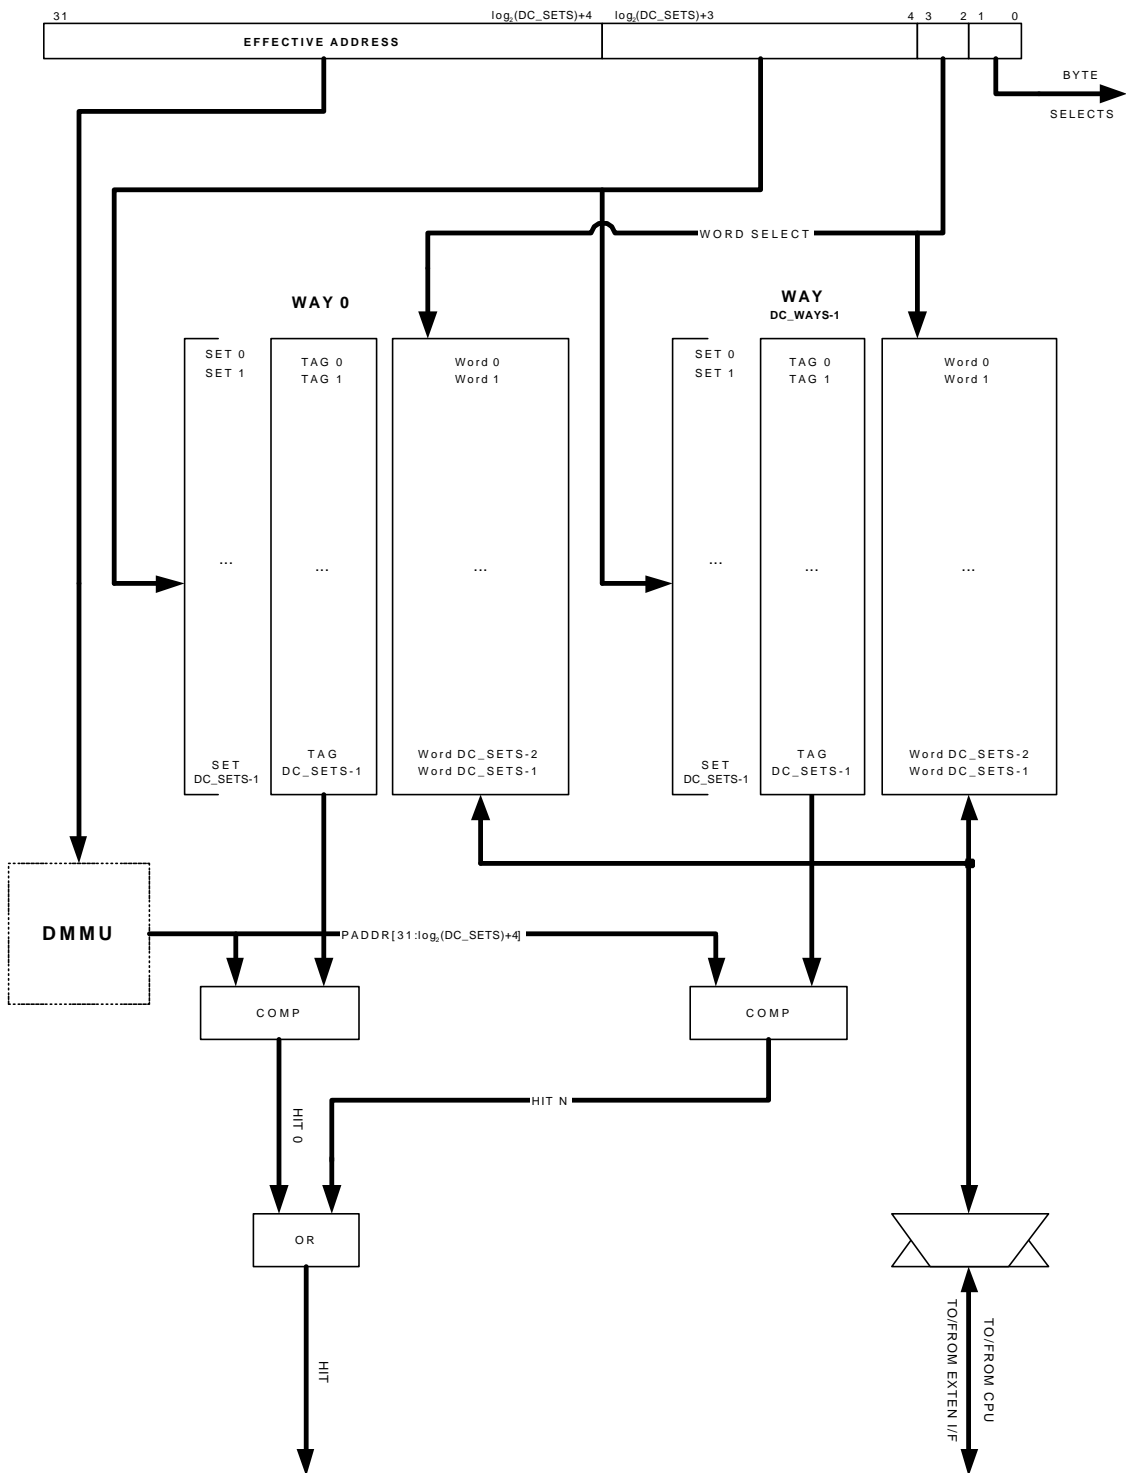 31 log₂(DC_SETS)+4 log₂(DC_SETS)+3 4 3 2 1 0
EFFECTIVE ADDRESS
BYTE
SELECTS
WORD SELECT
WAY 0
WAY
DC_WAYS-1
SET 0
SET 1
...
SET
DC_SETS-1
TAG 0
TAG 1
...
TAG
DC_SETS-1
Word 0
Word 1
...
Word DC_SETS-2
Word DC_SETS-1
SET 0
SET 1
...
SET
DC_SETS-1
TAG 0
TAG 1
...
TAG
DC_SETS-1
Word 0
Word 1
...
Word DC_SETS-2
Word DC_SETS-1
DMMU
PADDR[31:log₂(DC_SETS)+4]
COMP
COMP
HIT 0
HIT N
OR
HIT
TO/FROM CPU
TO/FROM EXTEN I/F